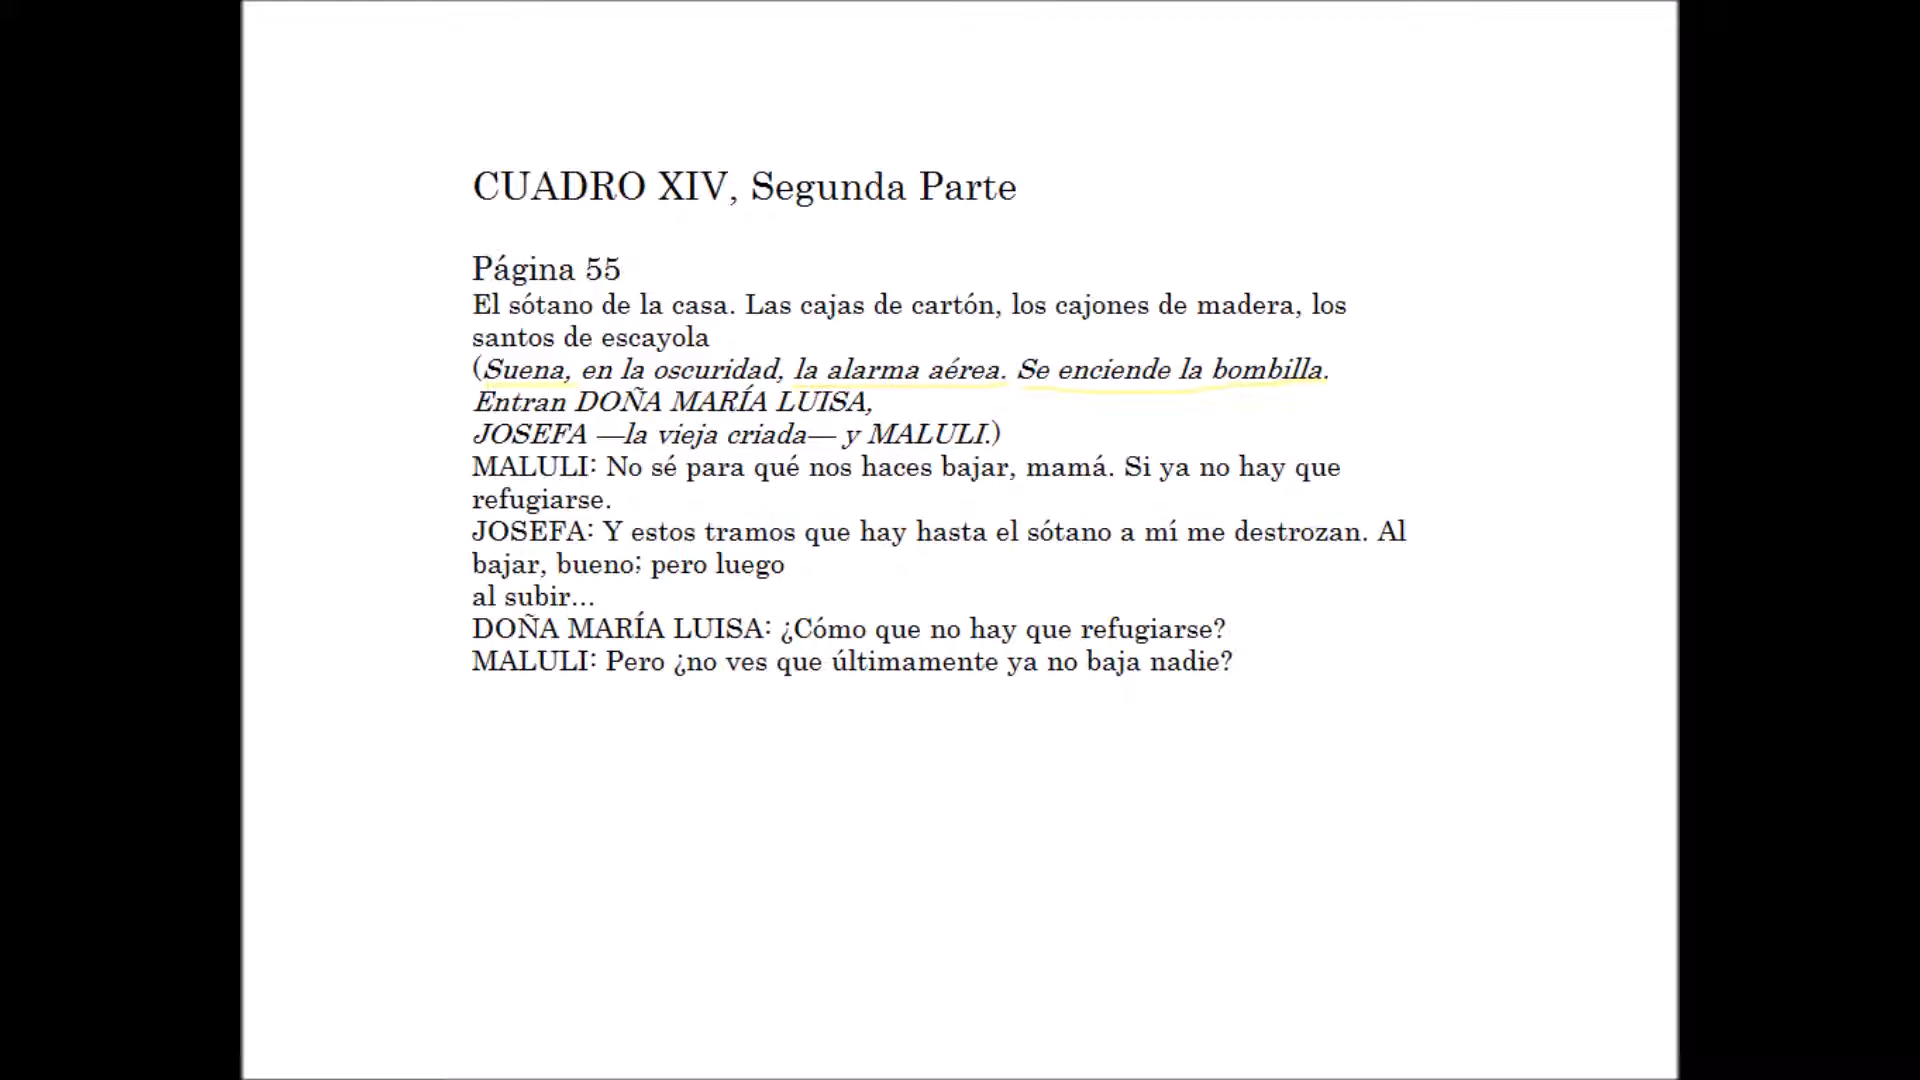 CUADRO XIV, Segunda Parte
Página 55
El sótano de la casa. Las cajas de cartón, los cajones de madera, los
santos de escayola
(Suena, en la oscuridad, la alarma aérea. Se enciende la bombilla.
Entran DOÑA MARÍA LUISA,
JOSEFA —la vieja criada— y MALULI.)
MALULI: No sé para qué nos haces bajar, mamá. Si ya no hay que
refugiarse.
JOSEFA: Y estos tramos que hay hasta el sótano a mí me destrozan. Al
bajar, bueno; pero luego
al subir...
DOÑA MARÍA LUISA: ¿Cómo que no hay que refugiarse?
MALULI: Pero ¿no ves que últimamente ya no baja nadie?